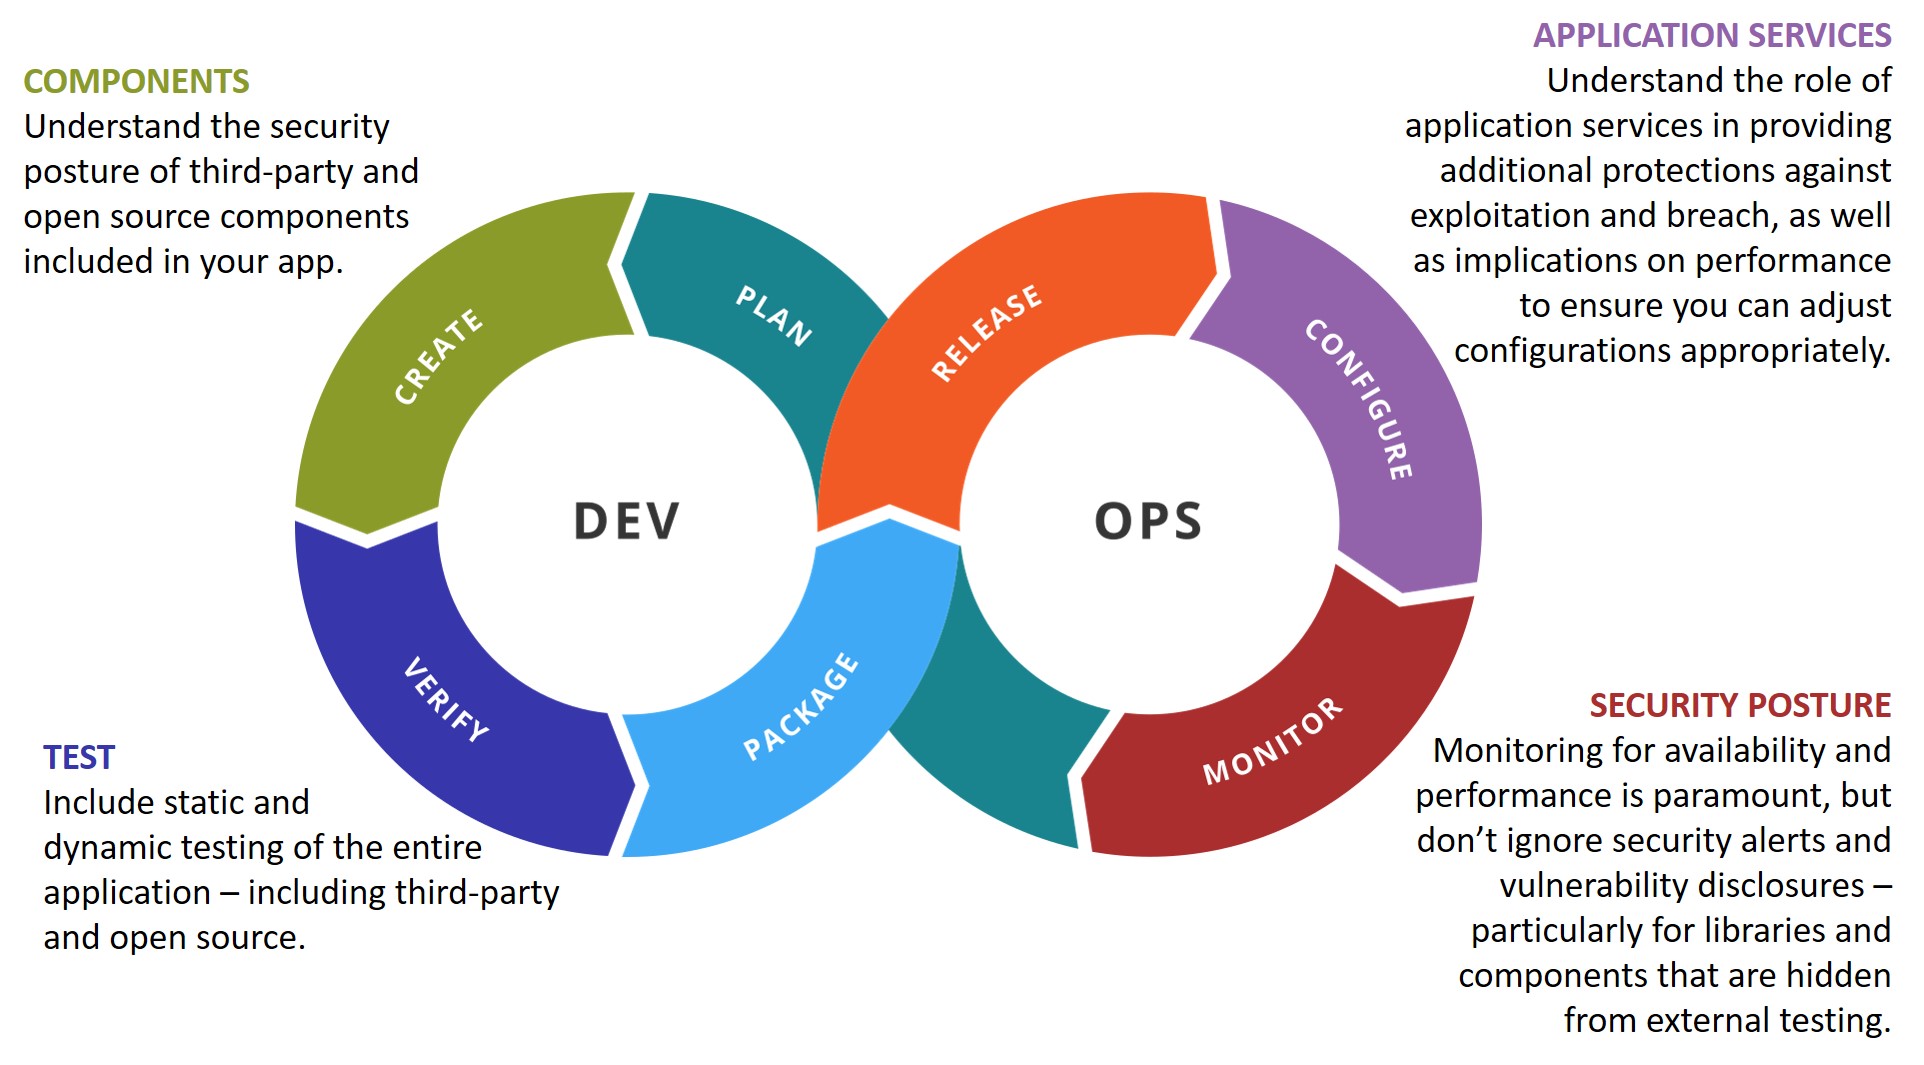 COMPONENTS
Understand the security
posture of third-party and
open source components
included in your app.
APPLICATION SERVICES
Understand the role of
application services in providing
additional protections against
exploitation and breach, as well
as implications on performance
to ensure you can adjust
configurations appropriately.
CREATE
PLAN
RELEASE
CONFIGURE
DEV
OPS
VERIFY
PACKAGE
MONITOR
TEST
Include static and
dynamic testing of the entire
application – including third-party
and open source.
SECURITY POSTURE
Monitoring for availability and
performance is paramount, but
don’t ignore security alerts and
vulnerability disclosures –
particularly for libraries and
components that are hidden
from external testing.